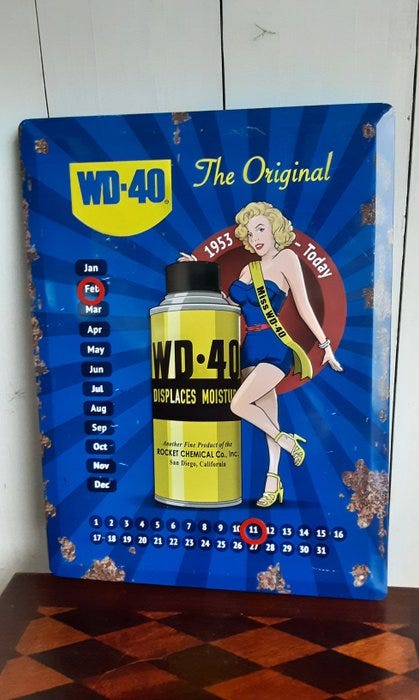 WD-40
The Original
1953 - Today
Miss WD-40
Jan
Feb
Mar
Apr
May
Jun
Jul
Aug
Sep
Oct
Nov
Dec
WD-40
DISPLACES MOISTU
Another Fine Product of the
ROCKET CHEMICAL Co., Inc.
San Diego, California
1 2 3 4 5 6 7 8 9 10 11 12 13 14 15 16
17 18 19 20 21 22 23 24 25 26 27 28 29 30 31